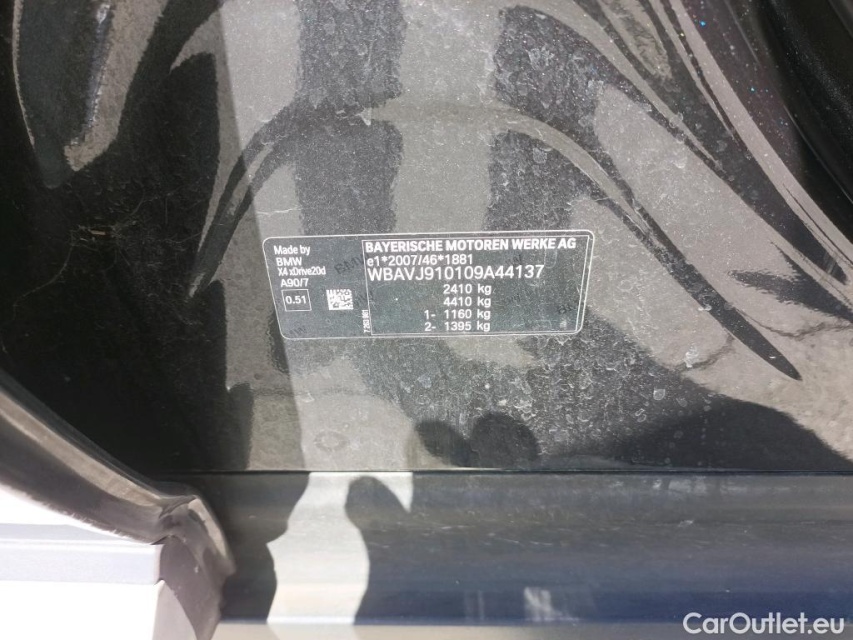 Made by
BMW
X4 xDrive20d
A90/7
0.51
BAYERISCHE MOTOREN WERKE AG
e1*2007/46*1881
WBAVJ910109A44137
2410 kg
4410 kg
1- 1160 kg
2- 1395 kg
CarOutlet.eu